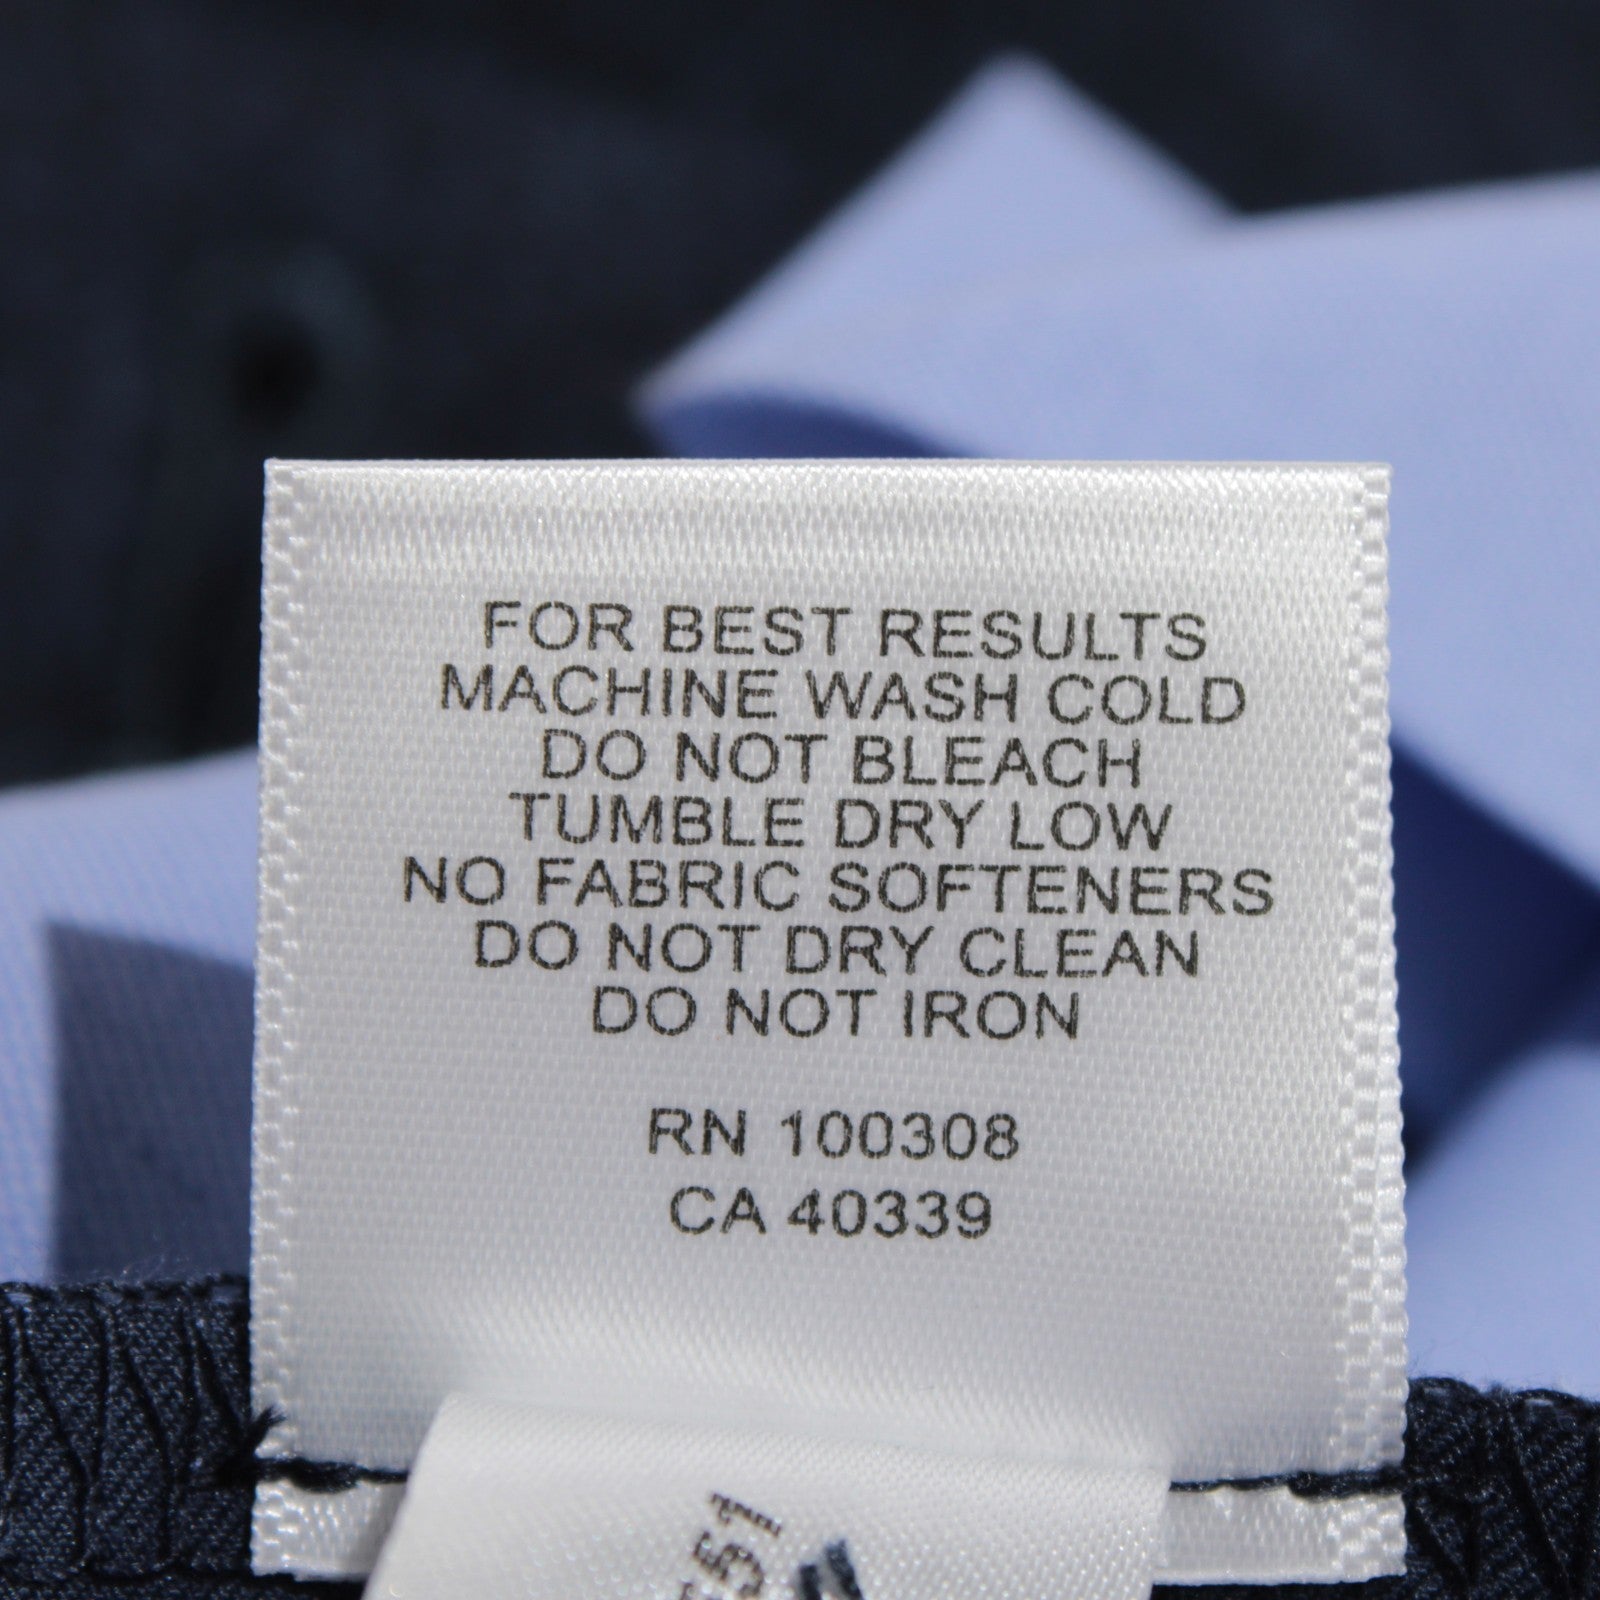 FOR BEST RESULTS
MACHINE WASH COLD
DO NOT BLEACH
TUMBLE DRY LOW
NO FABRIC SOFTENERS
DO NOT DRY CLEAN
DO NOT IRON
RN 100308
CA 40339